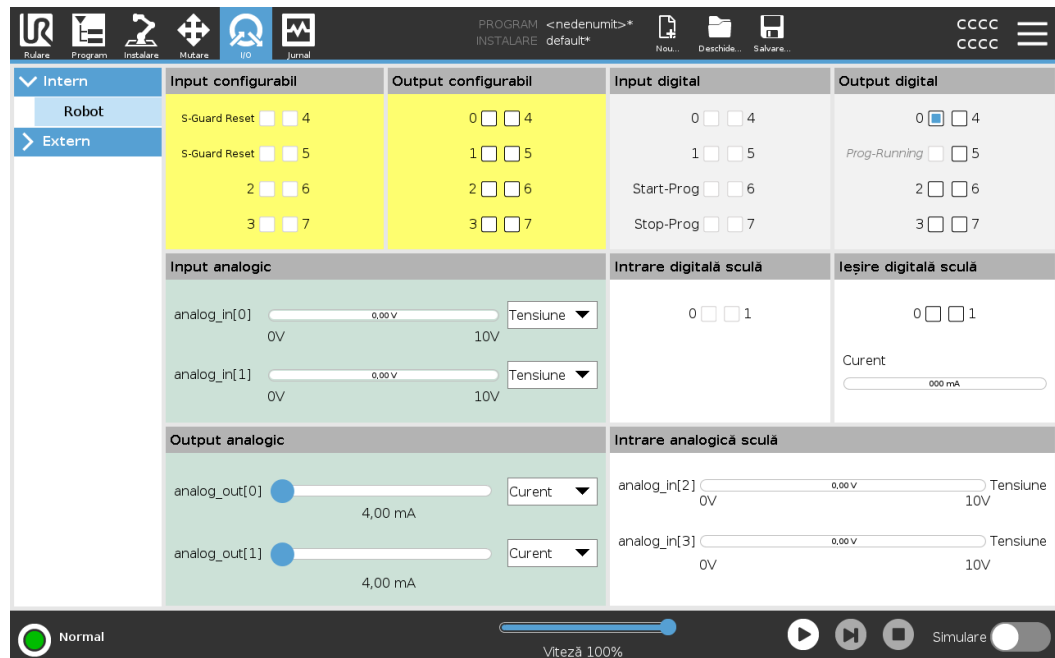 UR
PROGRAM <nedenumit>*
INSTALARE default*
cccc
cccc
Rulare Program Instalare Mutare I/O Jurnal Nou... Deschide... Salvare...
Intern
Robot
Extern
Input configurabil
S-Guard Reset 4
S-Guard Reset 5
2 6
3 7
Output configurabil
0 4
1 5
2 6
3 7
Input digital
0 4
1 5
Start-Prog 6
Stop-Prog 7
Output digital
0 4
Prog-Running 5
2 6
3 7
Input analogic
analog_in[0] 0,00 V Tensiune
0V 10V
analog_in[1] 0,00 V Tensiune
0V 10V
Intrare digitală sculă
0 1
Ieșire digitală sculă
0 1
Curent
000 mA
Output analogic
analog_out[0] Curent
4,00 mA
analog_out[1] Curent
4,00 mA
Intrare analogică sculă
analog_in[2] 0,00 V Tensiune
0V 10V
analog_in[3] 0,00 V Tensiune
0V 10V
Normal
Viteză 100%
Simulare